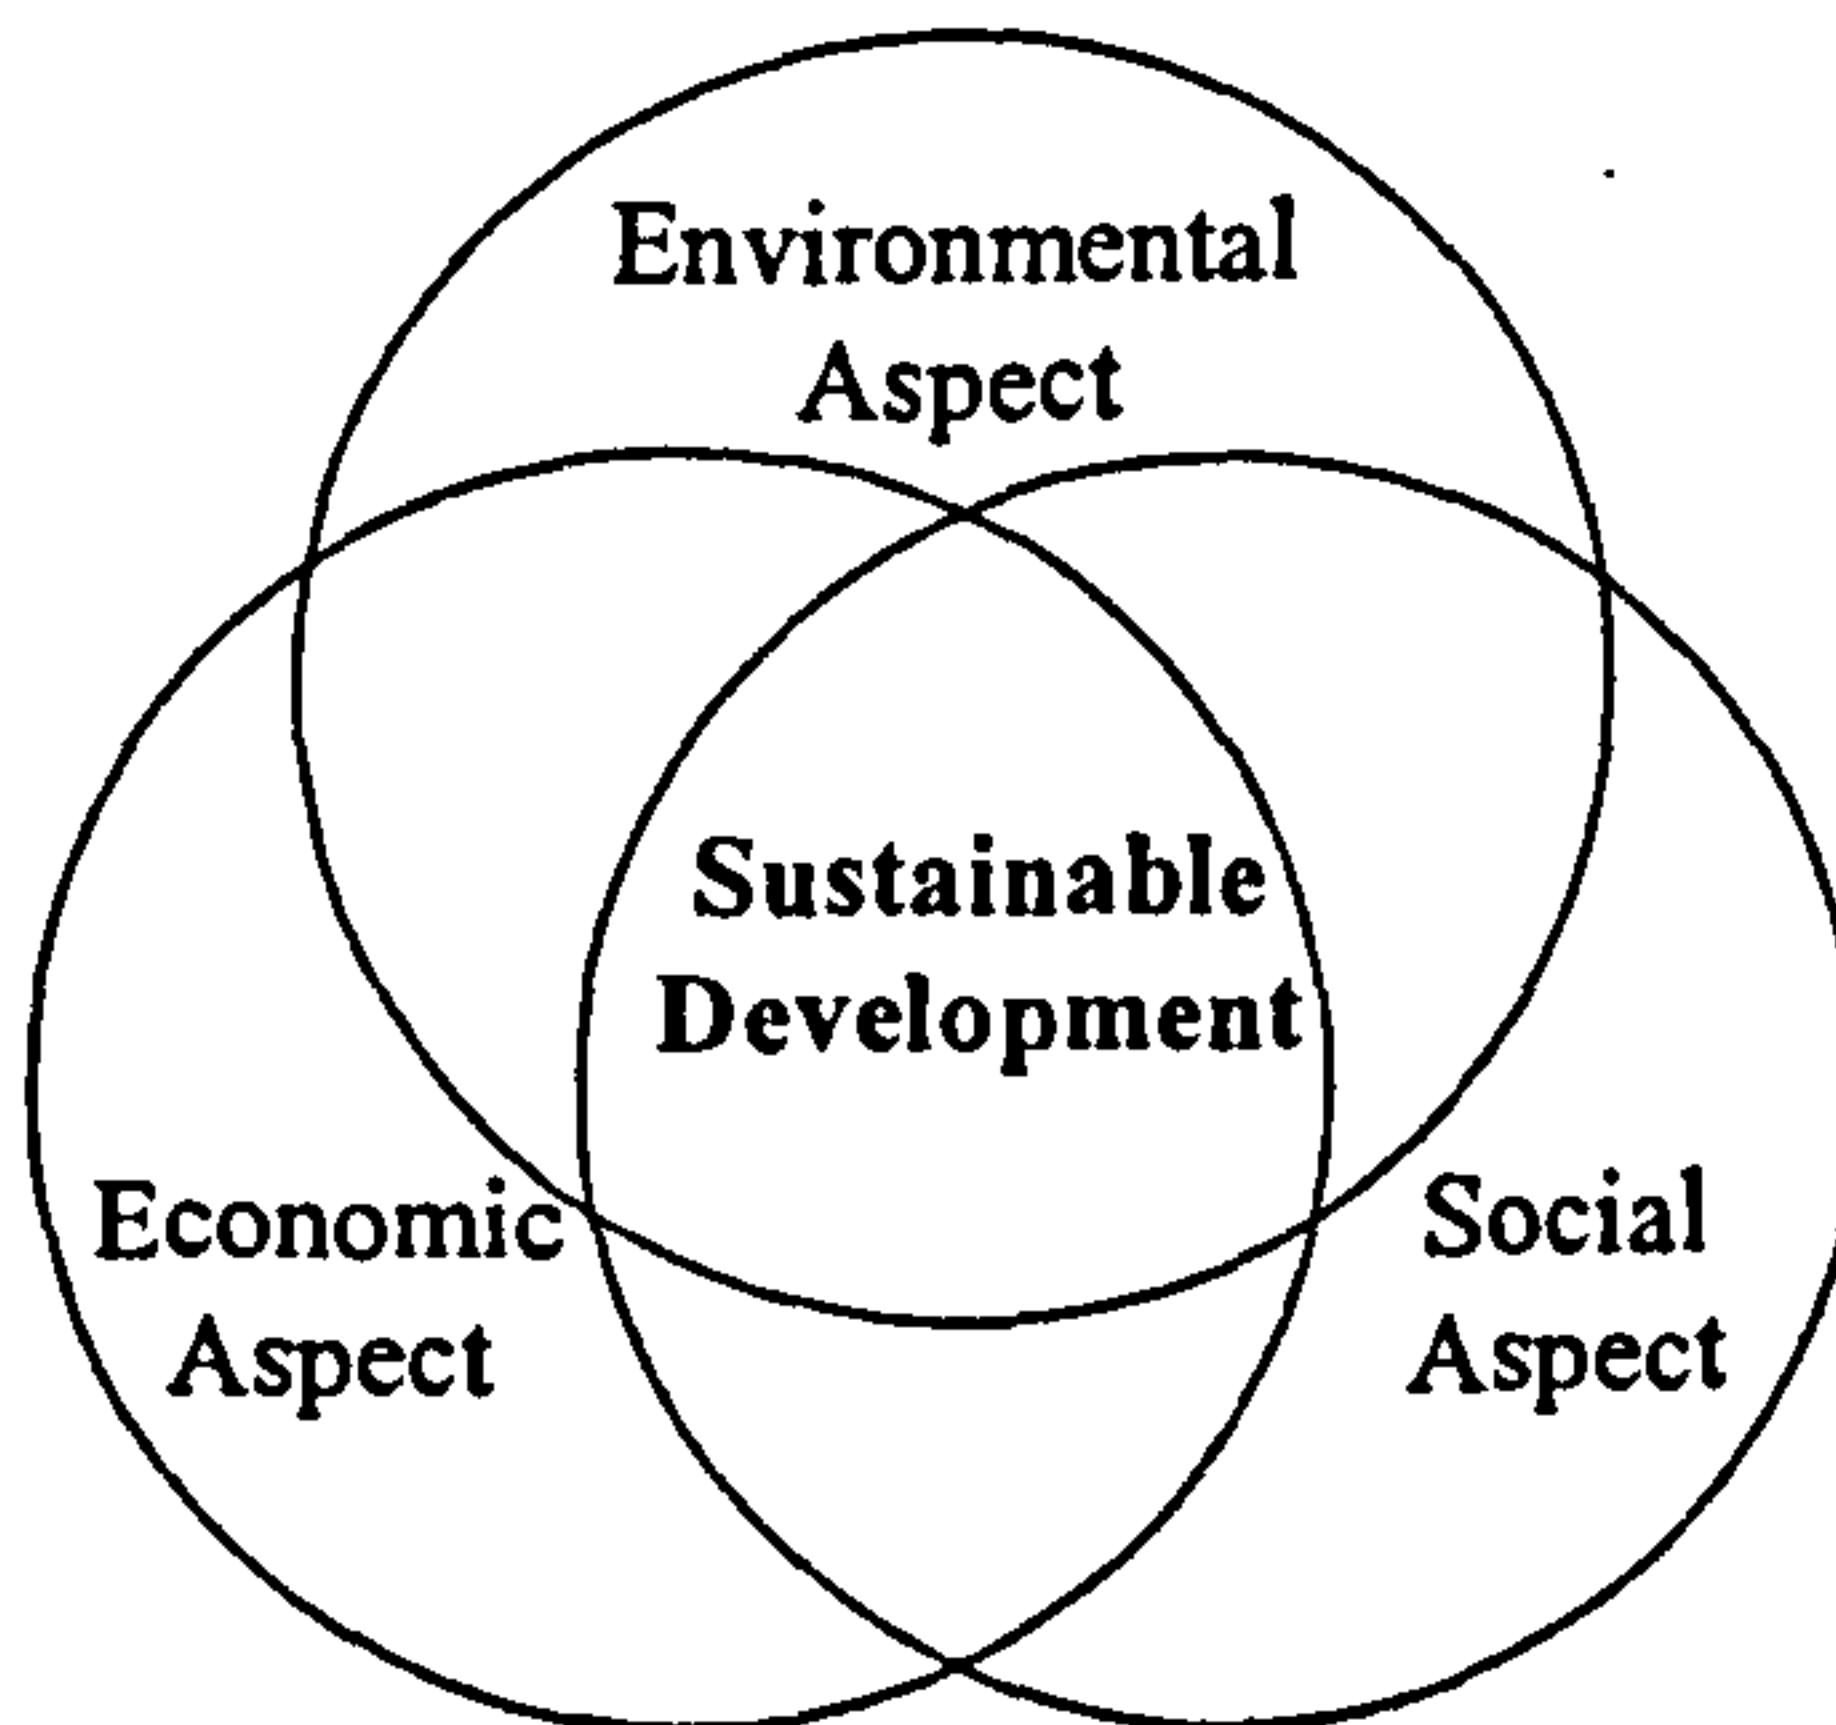 Environmental
Aspect
Sustainable
Development
Economic
Aspect
Social
Aspect